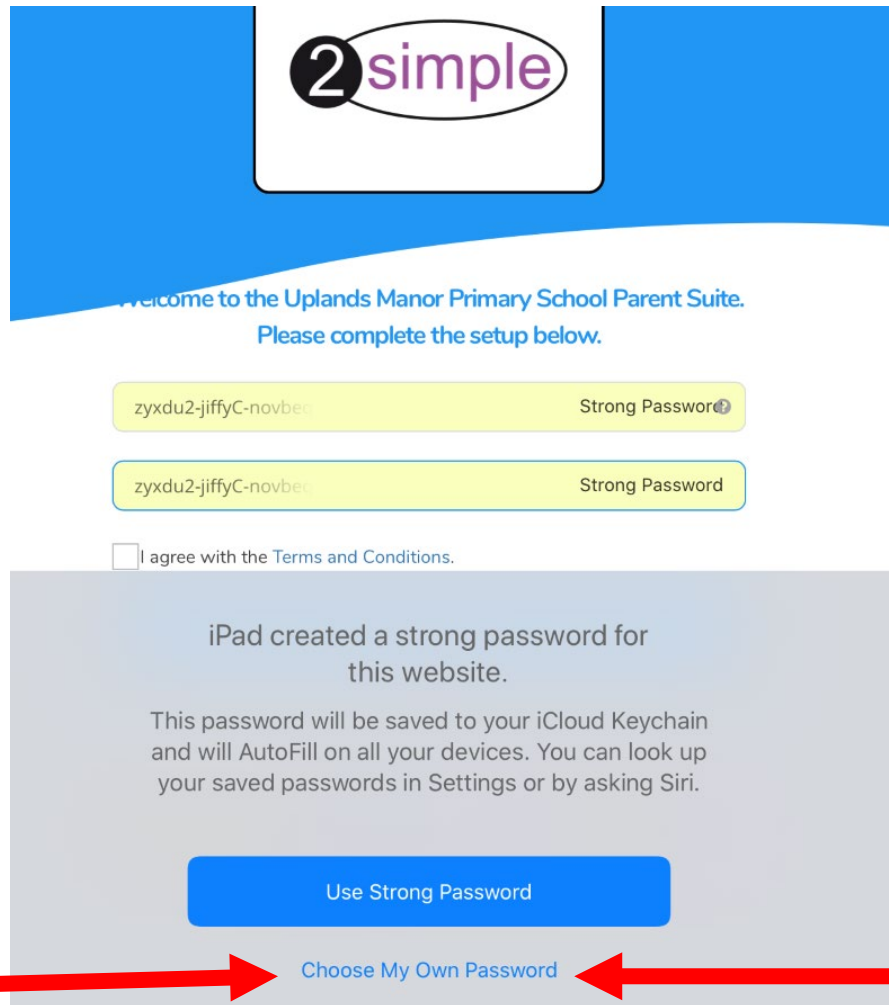 2simple
Welcome to the Uplands Manor Primary School Parent Suite.
Please complete the setup below.
zyxdu2-jiffyC-novbeq Strong Password
zyxdu2-jiffyC-novbeq Strong Password
I agree with the Terms and Conditions.
iPad created a strong password for
this website.
This password will be saved to your iCloud Keychain
and will AutoFill on all your devices. You can look up
your saved passwords in Settings or by asking Siri.
Use Strong Password
Choose My Own Password